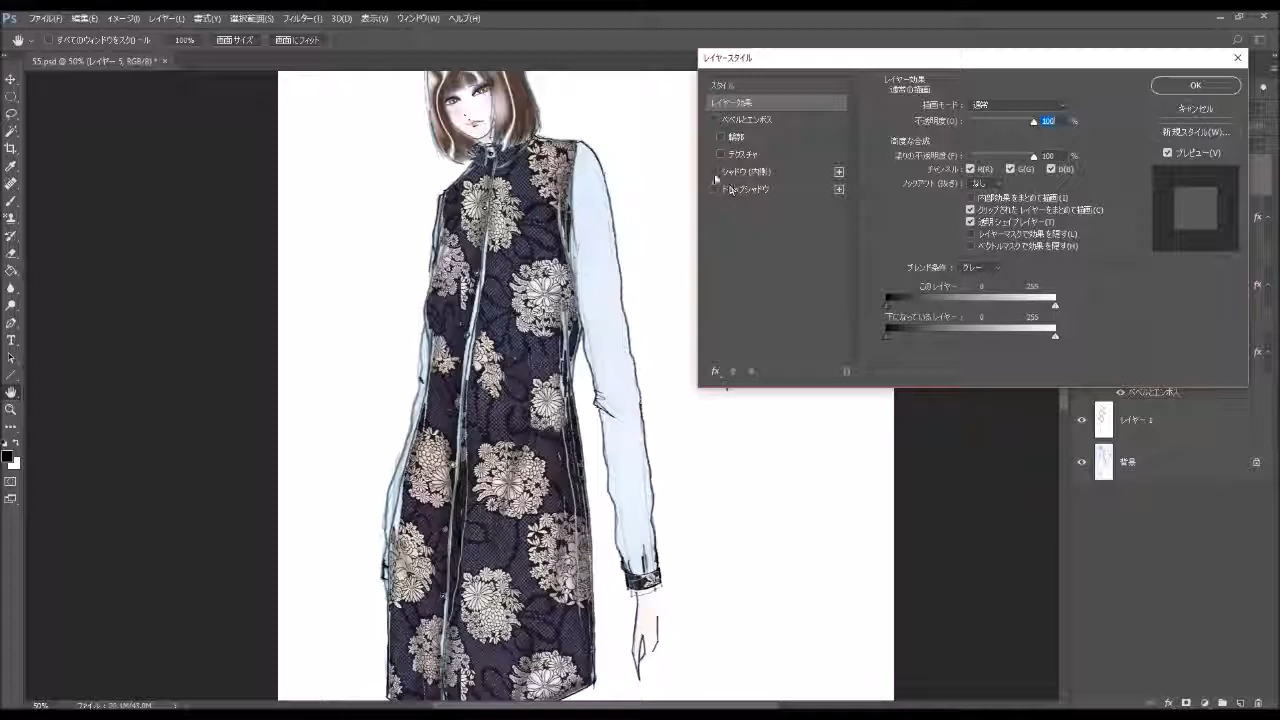 Ps ファイル(F) 編集(E) イメージ(I) レイヤー(L) 書式(Y) 選択範囲(S) フィルター(T) 3D(D) 表示(V) ウィンドウ(W) ヘルプ(H)
すべてのウィンドウをスクロール 100% 画面サイズ 画面にフィット
55.psd @ 50% (レイヤー 5, RGB/8) * ×
レイヤースタイル
スタイル
レイヤー効果
ベベルとエンボス
輪郭
テクスチャ
シャドウ (内側)
ドロップシャドウ
fx
レイヤー効果
通常の描画
描画モード : 通常
不透明度(O) : 100 %
高度な合成
塗りの不透明度 (F) : 100 %
チャンネル : R(R) G(G) B(B)
ノックアウト (抜き) : なし
内部効果をまとめて描画(I)
クリップされたレイヤーをまとめて描画(C)
透明シェイプレイヤー(T)
レイヤーマスクで効果を隠す(L)
ベクトルマスクで効果を隠す(H)
ブレンド条件 : グレー
このレイヤー : 0 255
下になっているレイヤー : 0 255
OK
キャンセル
新規スタイル(W)...
プレビュー(V)
fx
fx
fx
ベベルとエンボス
レイヤー 1
背景
50%
fx